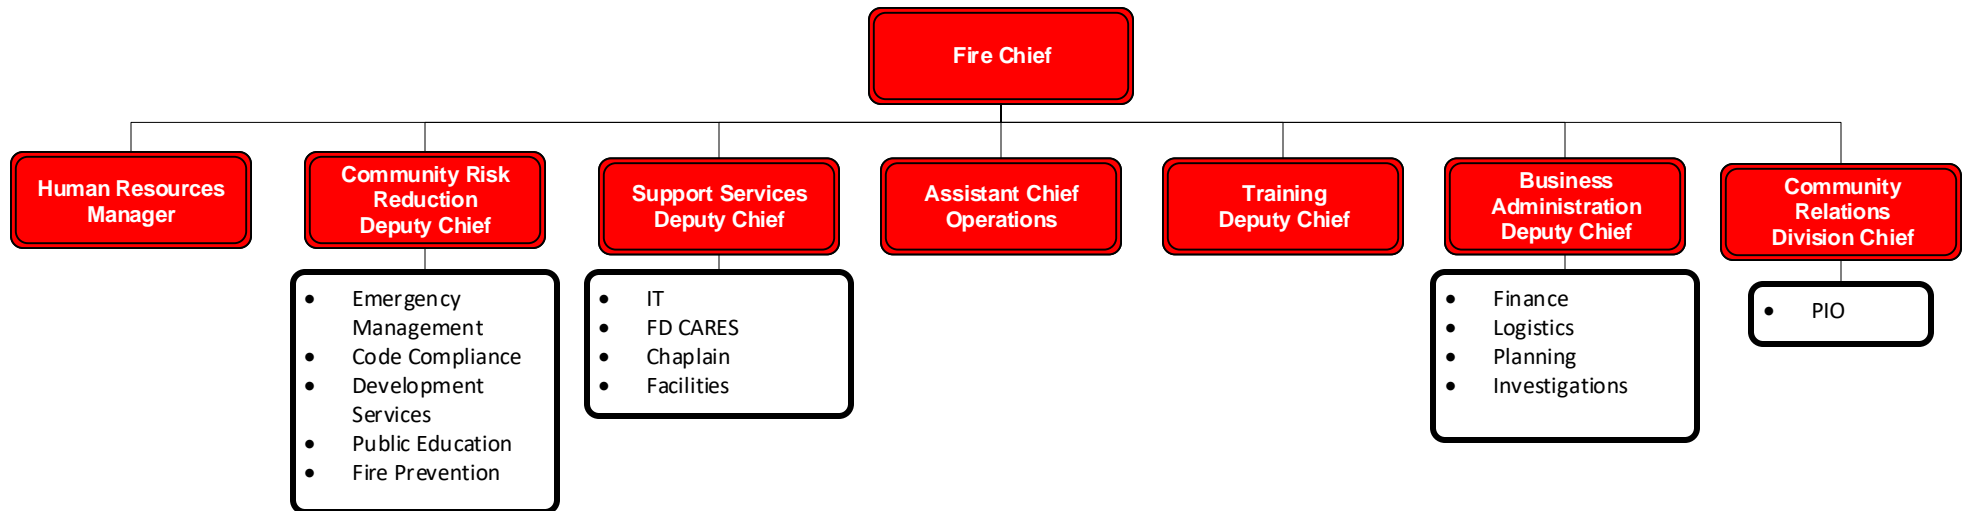 Fire Chief
Human Resources
Manager
Community Risk
Reduction
Deputy Chief
Support Services
Deputy Chief
Assistant Chief
Operations
Training
Deputy Chief
Business
Administration
Deputy Chief
Community
Relations
Division Chief
• Emergency
Management
• Code Compliance
• Development
Services
• Public Education
• Fire Prevention
• IT
• FD CARES
• Chaplain
• Facilities
• Finance
• Logistics
• Planning
• Investigations
• PIO